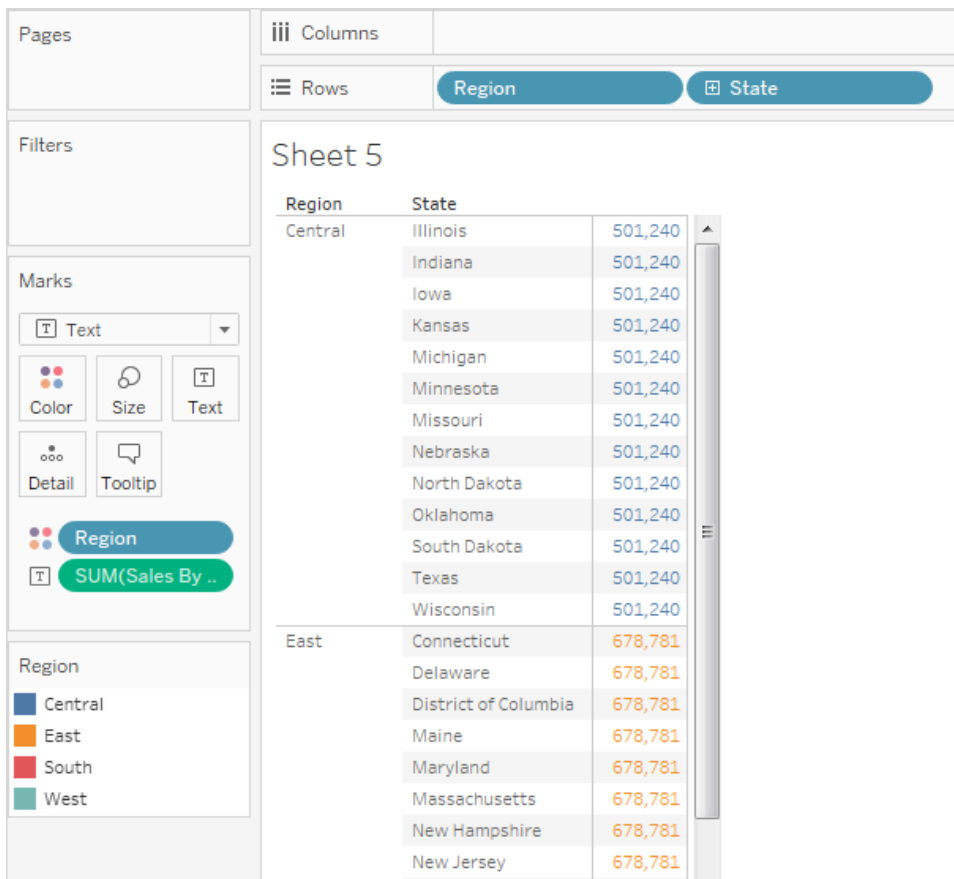 Pages
Columns
Rows Region State
Filters
Marks
Text
Color Size Text
Detail Tooltip
Region
SUM(Sales By ..
Region
Central
East
South
West
Sheet 5
Region State
Central Illinois 501,240
Indiana 501,240
Iowa 501,240
Kansas 501,240
Michigan 501,240
Minnesota 501,240
Missouri 501,240
Nebraska 501,240
North Dakota 501,240
Oklahoma 501,240
South Dakota 501,240
Texas 501,240
Wisconsin 501,240
East Connecticut 678,781
Delaware 678,781
District of Columbia 678,781
Maine 678,781
Maryland 678,781
Massachusetts 678,781
New Hampshire 678,781
New Jersey 678,781